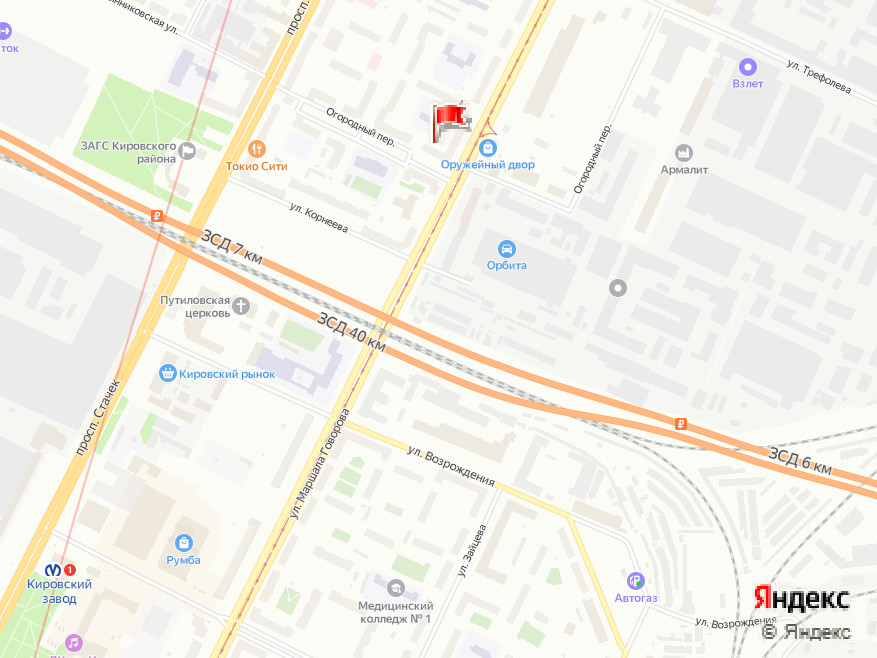 просп.
ул. Трефолева
Взлет
ток
Огородный пер.
ЗАГС Кировского
района
Токио Сити
Оружейный двор
Огородный пер.
Армалит
ул. Корнеева
ЗСД 7 км
Орбита
Путиловская
церковь
ЗСД 40 км
Кировский рынок
просп. Стачек
ул. Маршала Говорова
ул. Возрождения
ЗСД 6 км
Румба
ул. Зайцева
1
Кировский
завод
Автогаз
Медицинский
колледж № 1
ул. Возрождения
Яндекс
© Яндекс